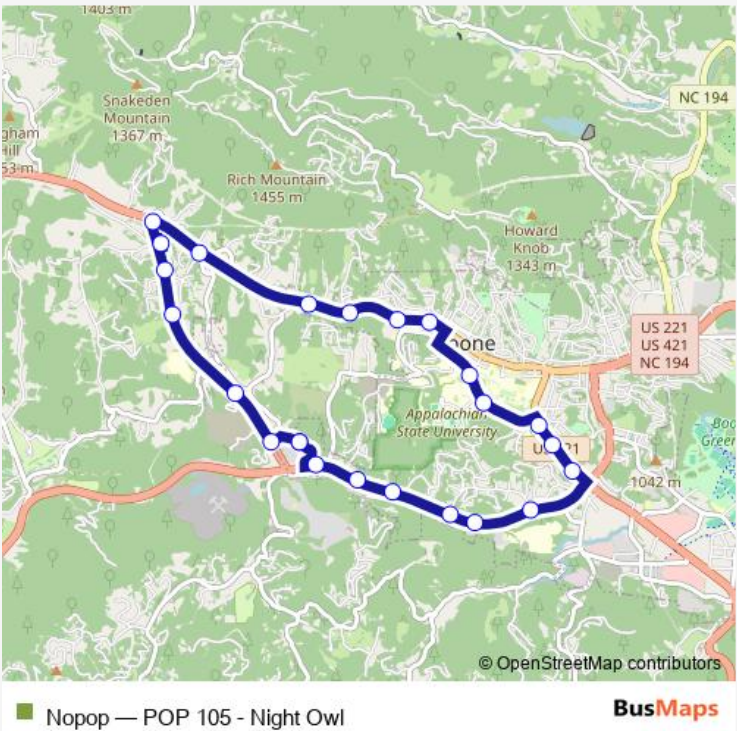 1403 m
Snakeden
Mountain
1367 m
NC 194
Rich Mountain
1455 m
Howard
Knob
1343 m
US 221
US 421
NC 194
Appalachian
State University
1042 m
© OpenStreetMap contributors
Nopop — POP 105 - Night Owl
BusMaps